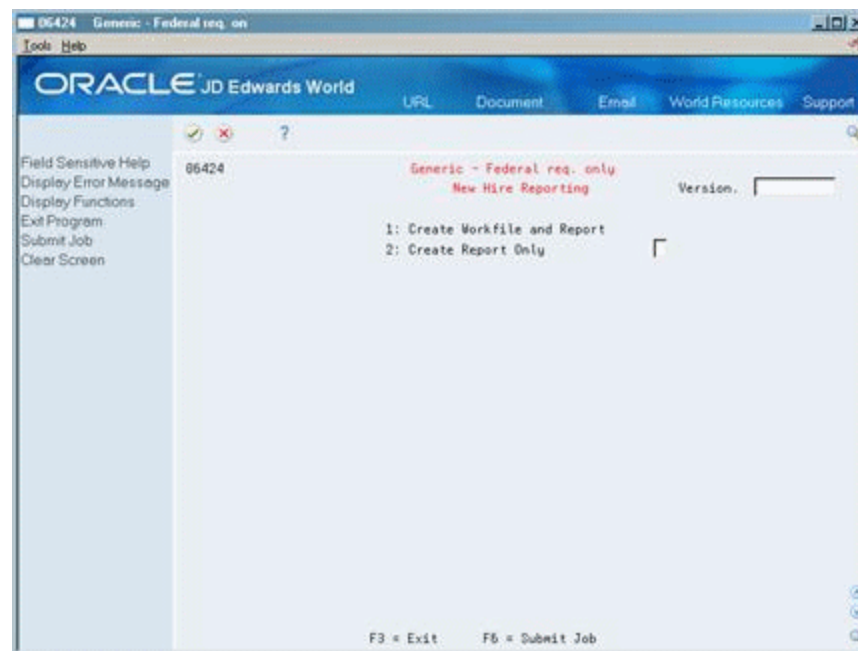 06424 Generic - Federal req. on
Tools Help
ORACLE JD Edwards World
URL Document Email World Resources Support
?
Field Sensitive Help
Display Error Message
Display Functions
Exit Program
Submit Job
Clear Screen
06424 Generic - Federal req. only
New Hire Reporting Version.
1: Create Workfile and Report
2: Create Report Only
F3 = Exit F6 = Submit Job